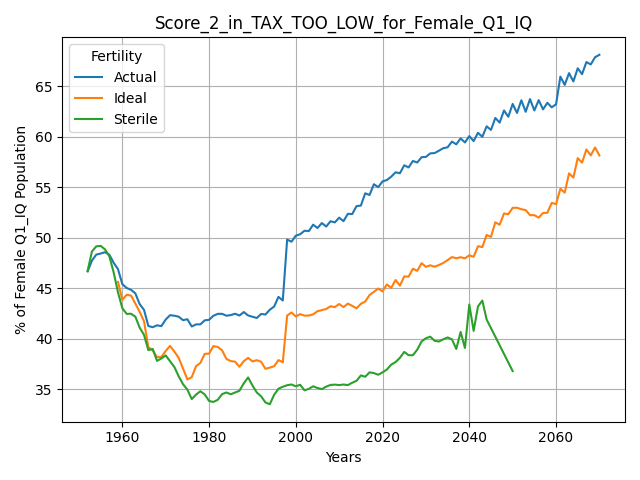 Score_2_in_TAX_TOO_LOW_for_Female_Q1_IQ
Fertility
Actual
Ideal
Sterile
% of Female Q1_IQ Population
65
60
55
50
45
40
35
1960
1980
2000
2020
2040
2060
Years